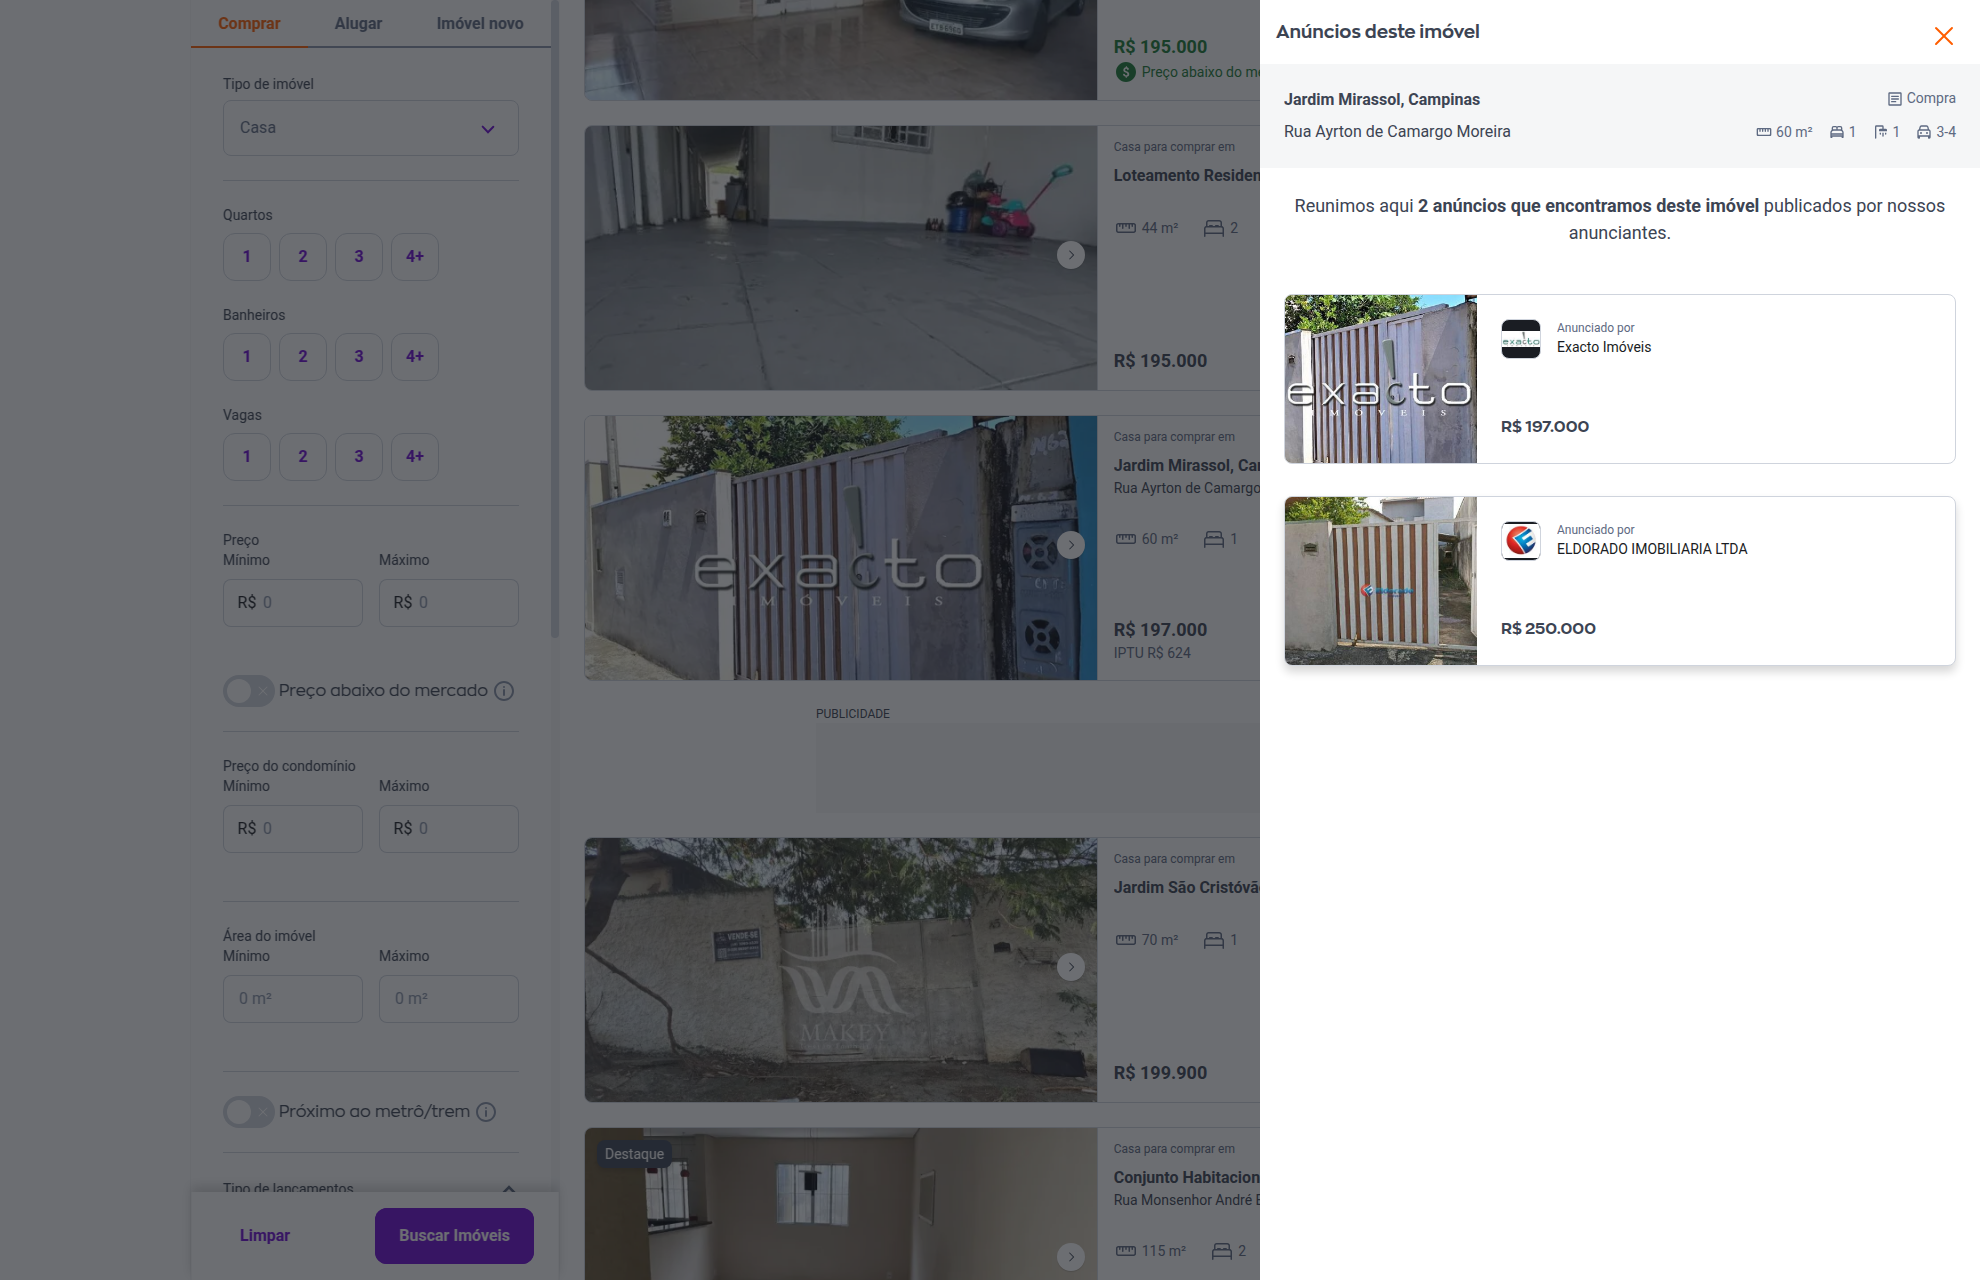 Comprar
Alugar
Imóvel novo
Tipo de imóvel
Casa
Quartos
1
2
3
4+
Banheiros
1
2
3
4+
Vagas
1
2
3
4+
Preço
Mínimo
Máximo
R$ 0
R$ 0
Preço abaixo do mercado
Preço do condomínio
Mínimo
Máximo
R$ 0
R$ 0
Área do imóvel
Mínimo
Máximo
0 m²
0 m²
Próximo ao metrô/trem
Tipo de lançamentos
Limpar
Buscar Imóveis
R$ 195.000
Preço abaixo do me
Casa para comprar em
Loteamento Residen
44 m²
2
R$ 195.000
exacto
IMÓVEIS
Casa para comprar em
Jardim Mirassol, Ca
Rua Ayrton de Camargo
60 m²
1
R$ 197.000
IPTU R$ 624
PUBLICIDADE
VENDE-SE
MAKEY
Casa para comprar em
Jardim São Cristóvã
70 m²
1
R$ 199.900
Destaque
Casa para comprar em
Conjunto Habitacion
Rua Monsenhor André B
115 m²
2
Anúncios deste imóvel
Jardim Mirassol, Campinas
Compra
Rua Ayrton de Camargo Moreira
60 m²
1
1
3-4
Reunimos aqui 2 anúncios que encontramos deste imóvel publicados por nossos
anunciantes.
exacto
IMÓVEIS
exacto
Anunciado por
Exacto Imóveis
R$ 197.000
Anunciado por
ELDORADO IMOBILIARIA LTDA
R$ 250.000